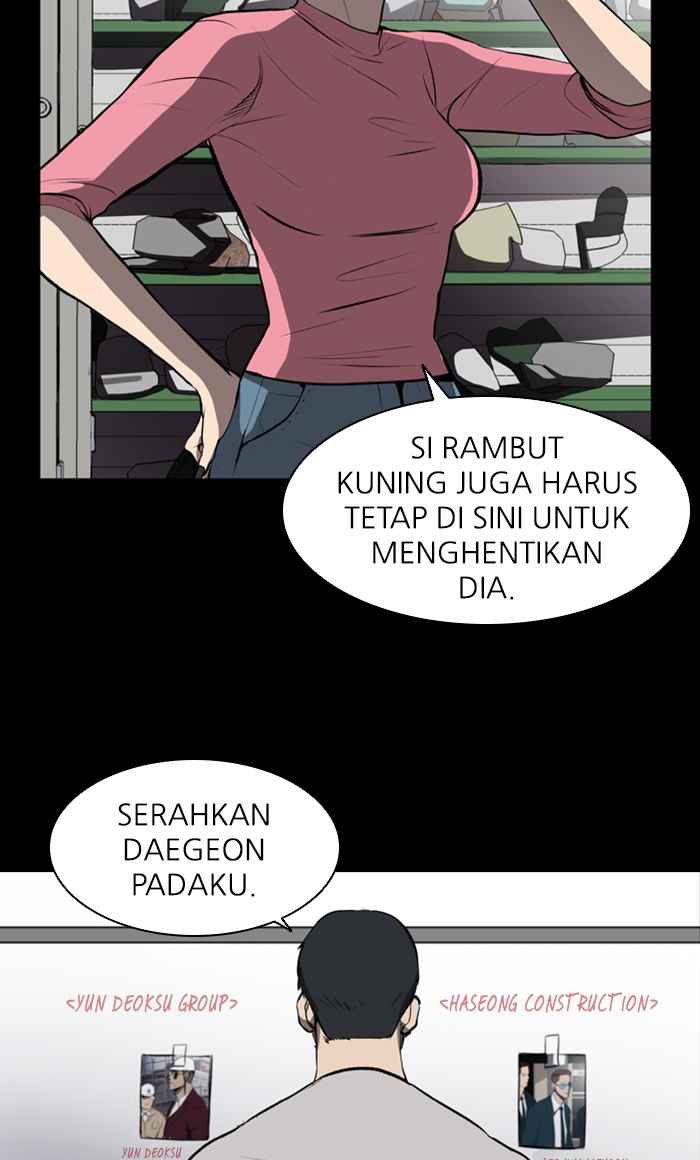 SI RAMBUT
KUNING JUGA HARUS
TETAP DI SINI UNTUK
MENGHENTIKAN
DIA.
SERAHKAN
DAEGEON
PADAKU.
<YUN DEOKSU GROUP>
<HASEONG CONSTRUCTION>
YUN DEOKSU